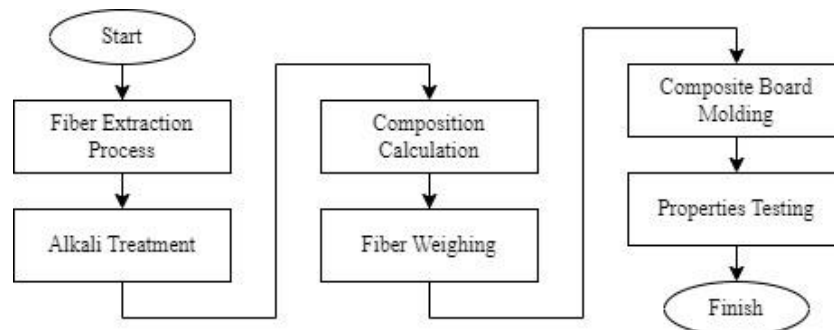 Start
Fiber Extraction
Process
Alkali Treatment
Composition
Calculation
Fiber Weighing
Composite Board
Molding
Properties Testing
Finish